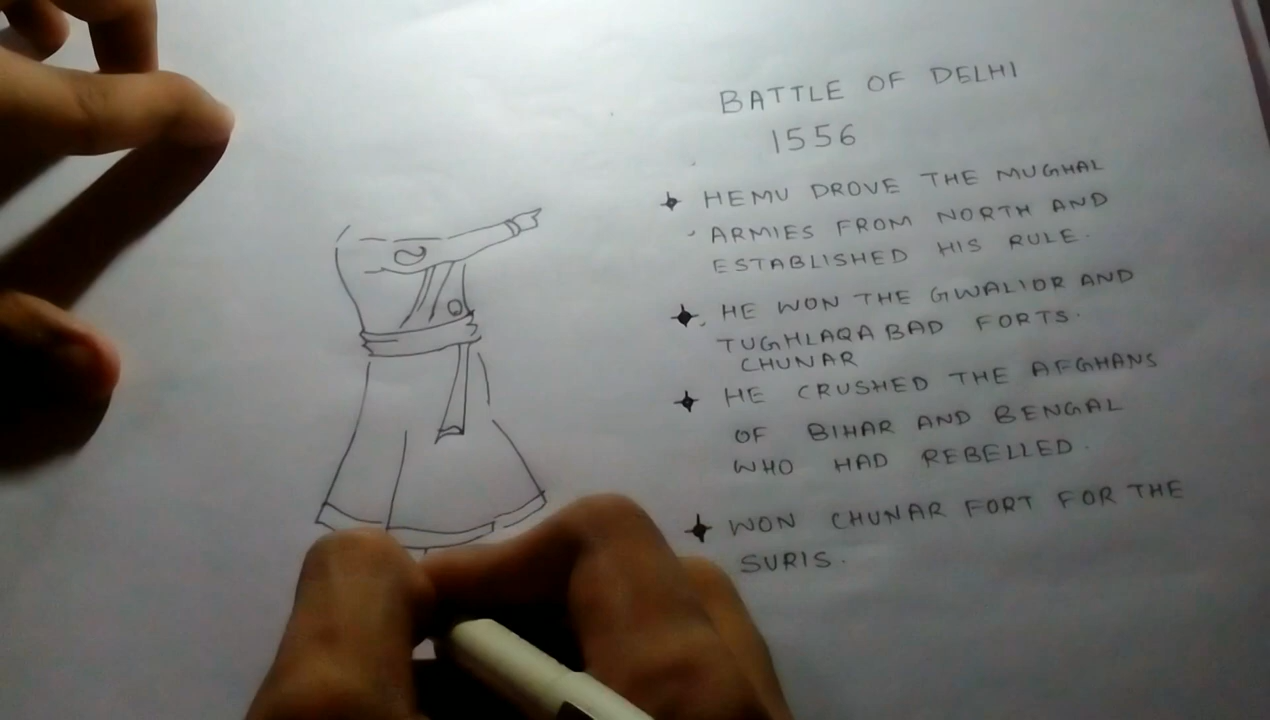 BATTLE OF DELHI
1556
HEMU DROVE THE MUGHAL
ARMIES FROM NORTH AND
ESTABLISHED HIS RULE.
HE WON THE GWALIOR AND
TUGHLAQABAD FORTS.
CHUNAR
HE CRUSHED THE AFGHANS
OF BIHAR AND BENGAL
WHO HAD REBELLED.
WON CHUNAR FORT FOR THE
SURIS.